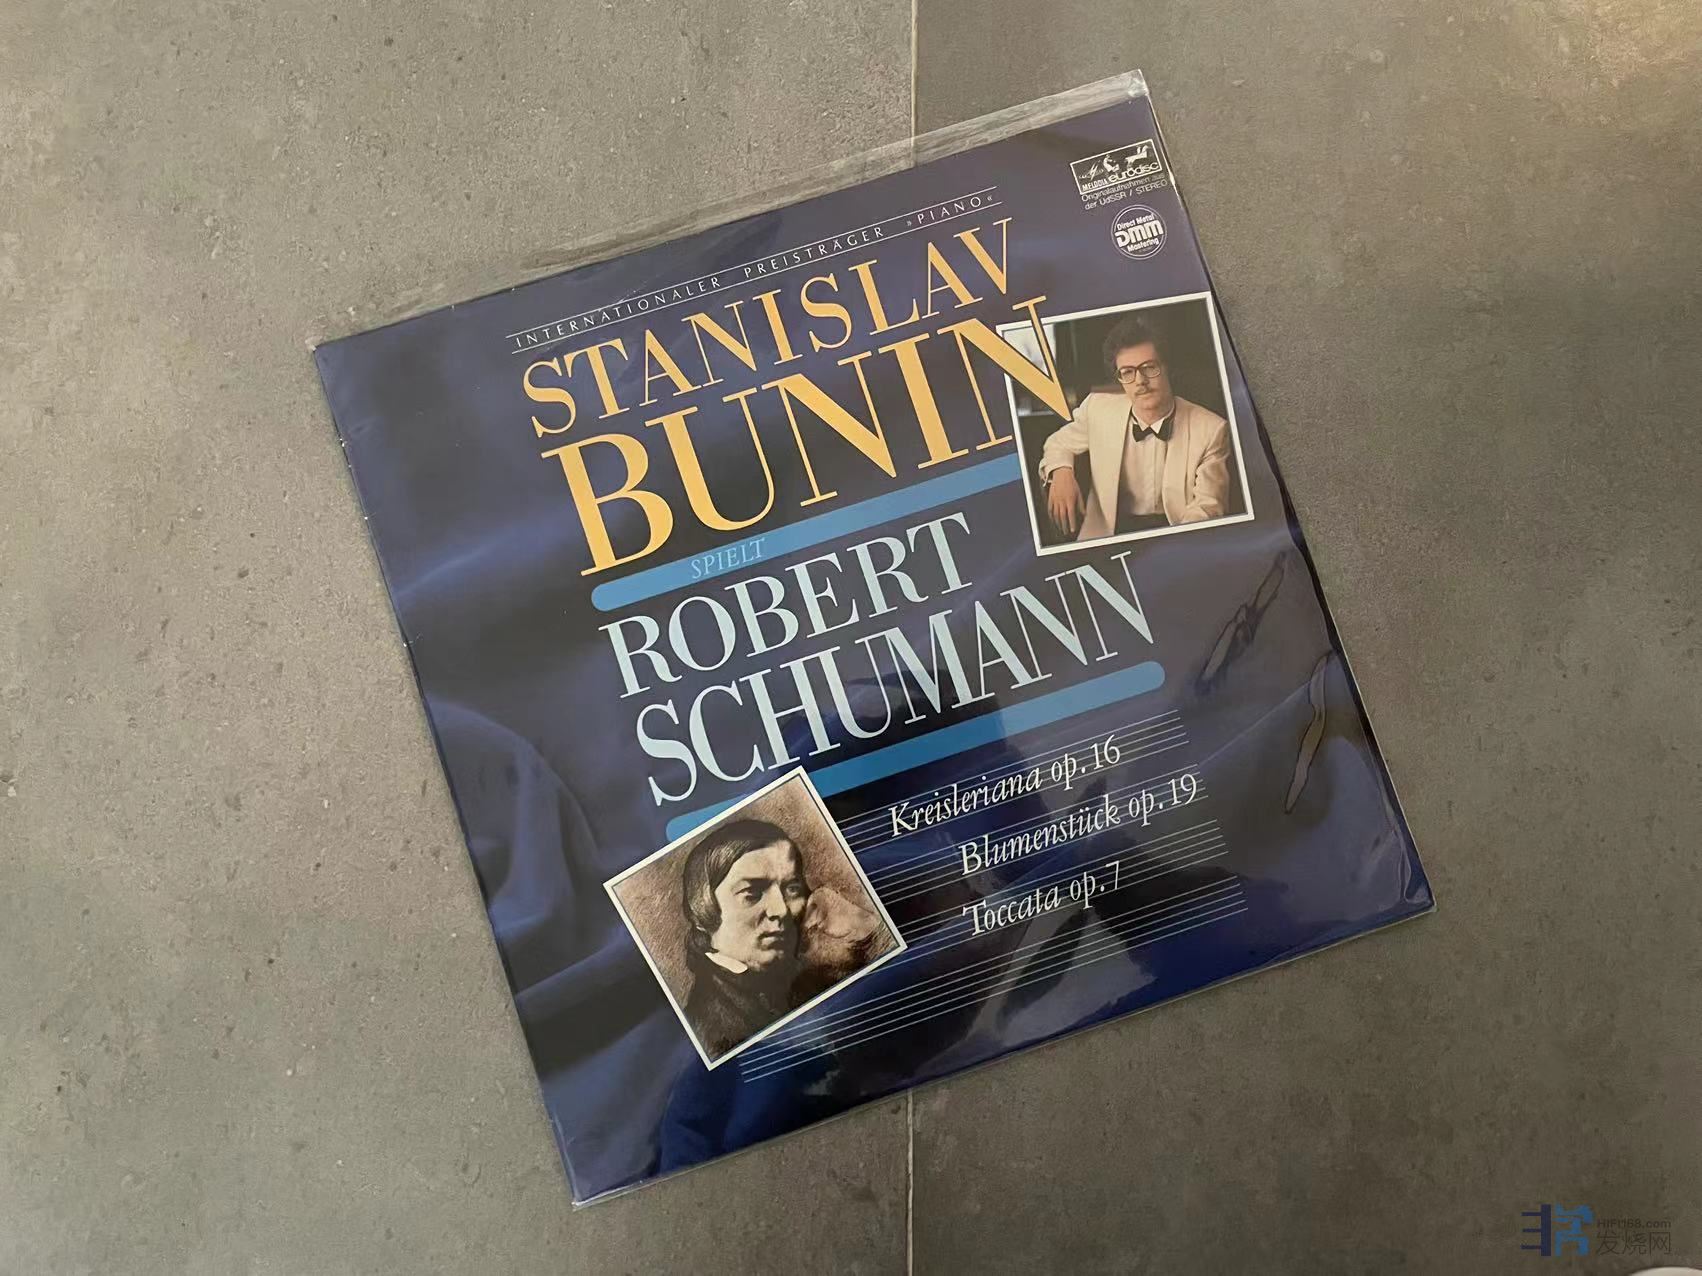 INTERNATIONALER PREISTRÄGER »PIANO«
STANISLAV
BUNIN
SPIELT
ROBERT
SCHUMANN
Kreisleriana op.16
Blumenstück op.19
Toccata op.7
MELODIA eurodisc
Originalaufnahmen aus
der UdSSR / STEREO
Direct Metal
DMM
Mastering
HIFI168.com
发烧网